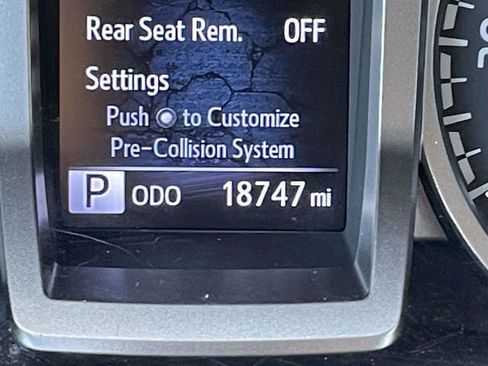 Rear Seat Rem. OFF
Settings
Push to Customize
Pre-Collision System
P ODO 18747 mi